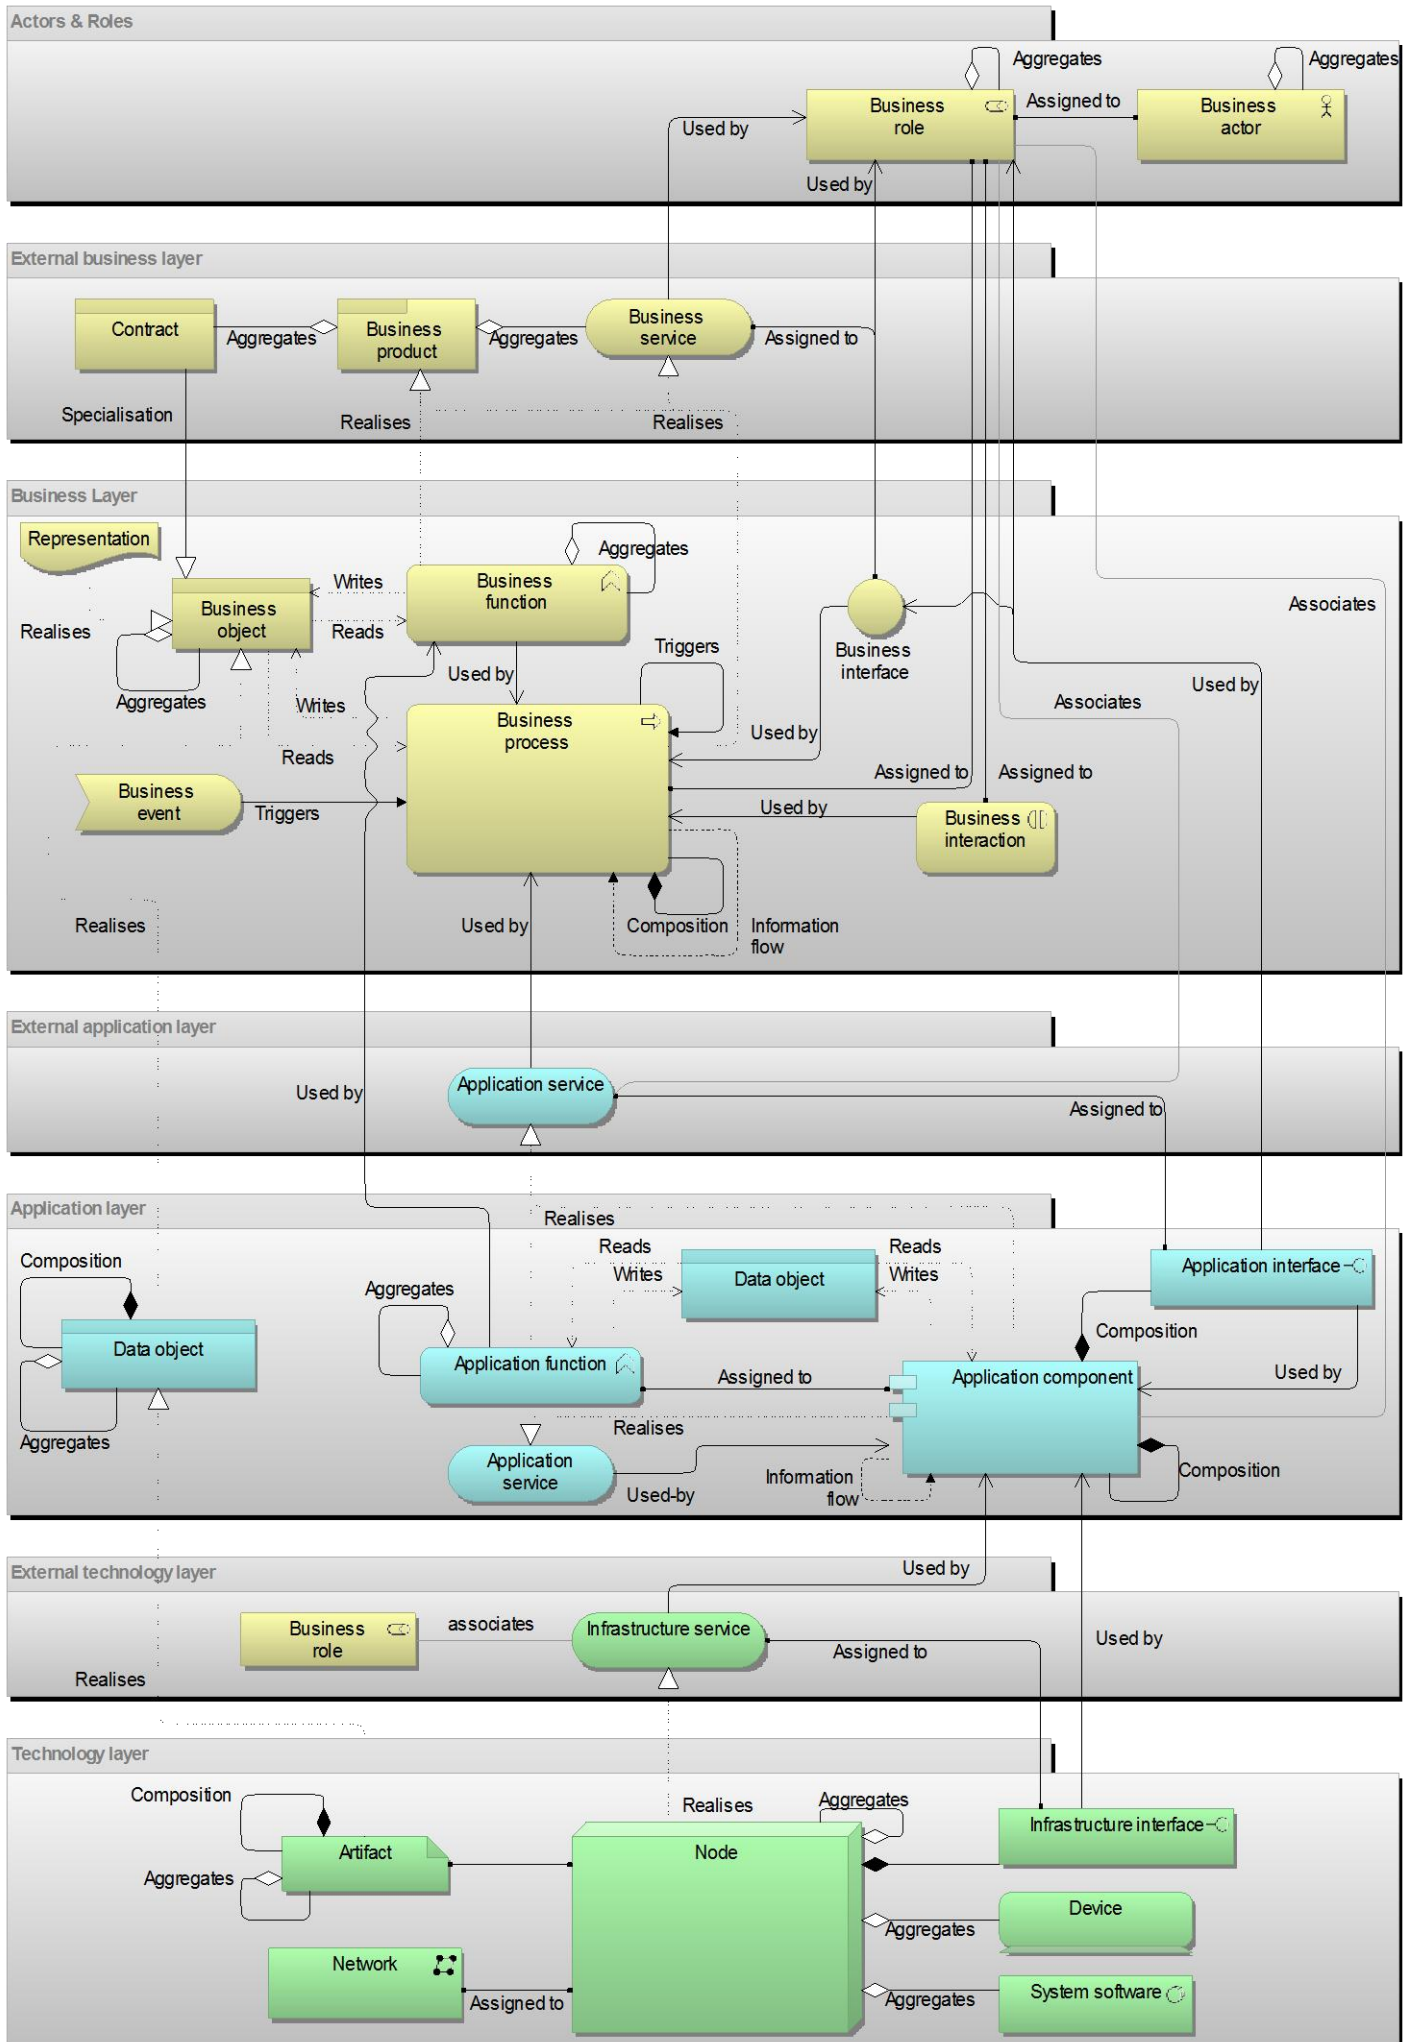 Actors & Roles
Aggregates
Aggregates
Business
role
Assigned to
Business
actor
Used by
Used by
External business layer
Contract
Aggregates
Business
product
Aggregates
Business
service
Assigned to
Specialisation
Realises
Realises
Business Layer
Representation
Business
function
Aggregates
Writes
Business
object
Reads
Realises
Aggregates
Used by
Triggers
Business
interface
Associates
Used by
Associates
Writes
Business
process
Used by
Reads
Assigned to
Assigned to
Business
event
Triggers
Used by
Business
interaction
Realises
Used by
Composition
Information
flow
External application layer
Application service
Used by
Assigned to
Application layer
Realises
Composition
Reads
Reads
Writes
Data object
Writes
Application interface
Aggregates
Data object
Application function
Composition
Assigned to
Application component
Used by
Realises
Aggregates
Application
service
Used-by
Information
flow
Composition
External technology layer
Used by
Business
role
associates
Infrastructure service
Assigned to
Used by
Realises
Technology layer
Composition
Realises
Aggregates
Infrastructure interface
Artifact
Node
Aggregates
Device
Aggregates
Network
Assigned to
System software
Aggregates